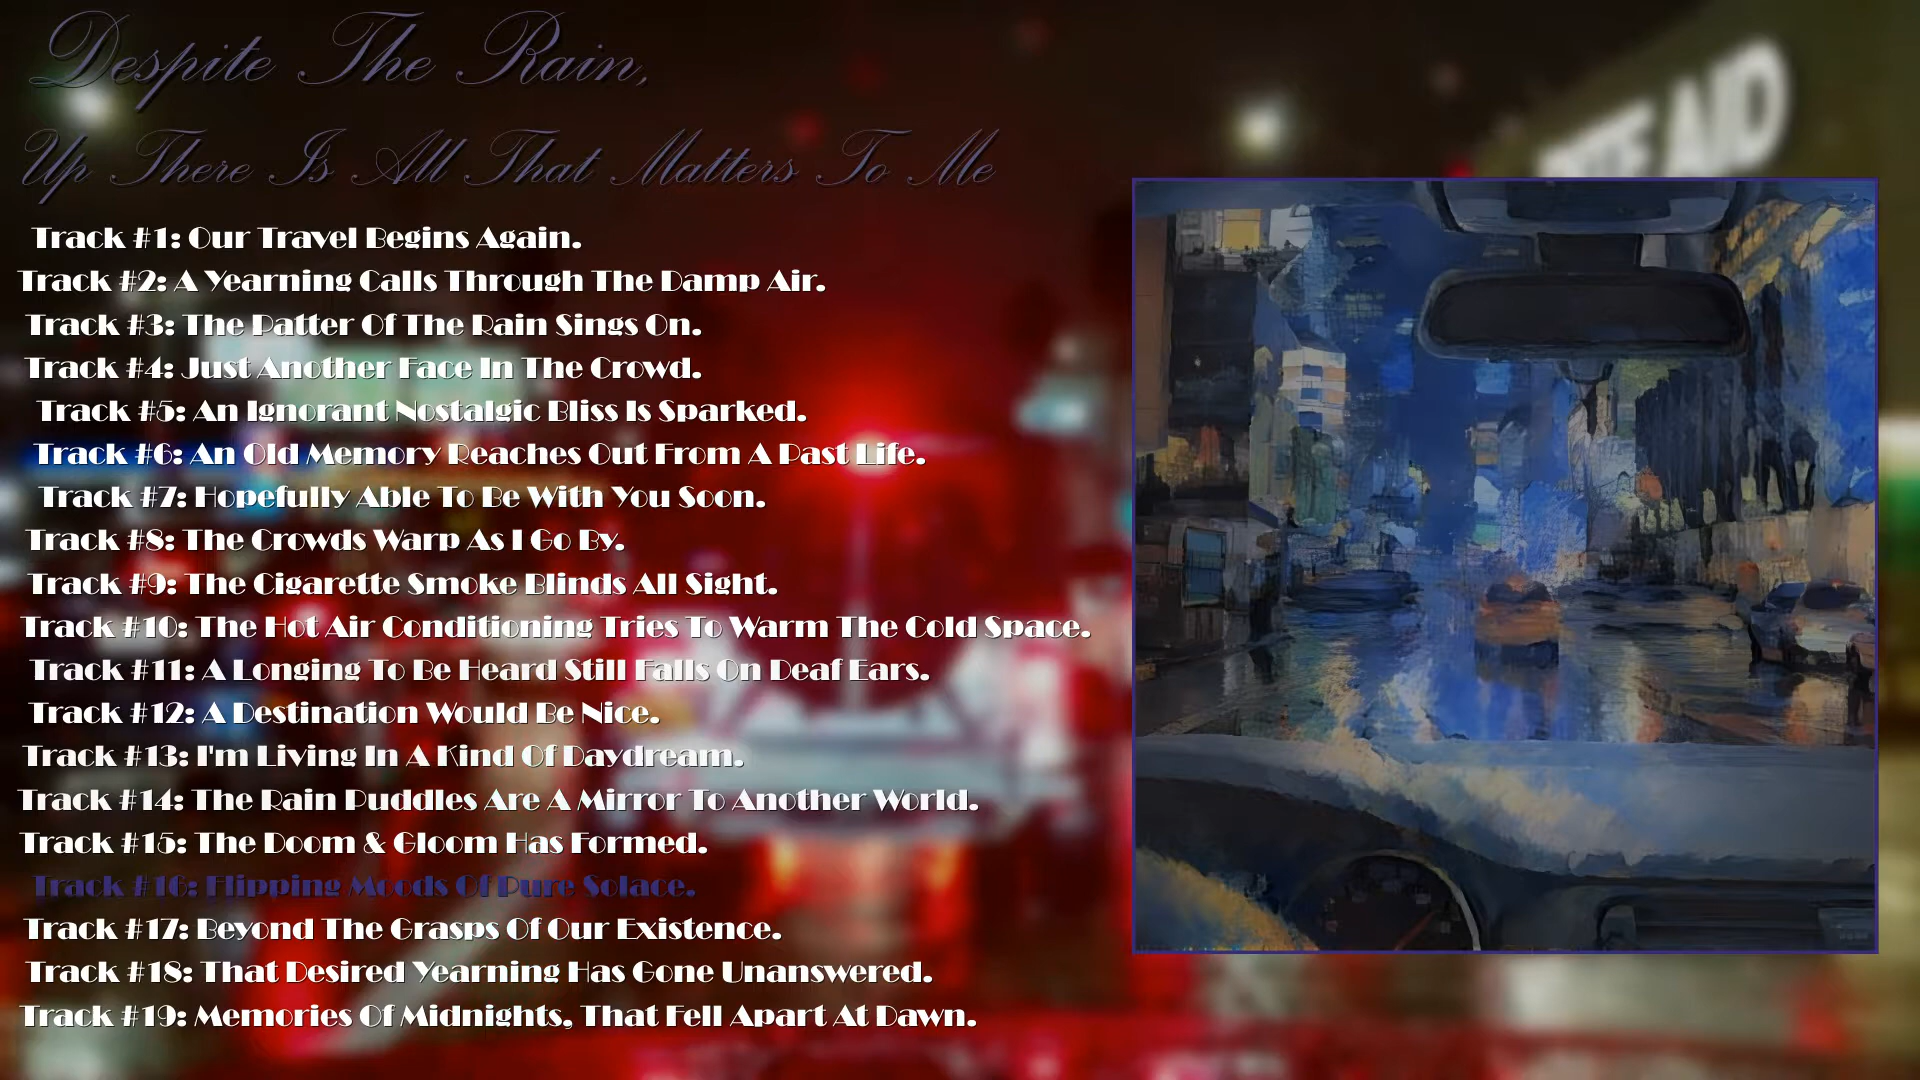 Despite The Rain,
Up There Is All That Matters To Me
AID
Track #1: Our Travel Begins Again.
Track #2: A Yearning Calls Through The Damp Air.
Track #3: The Patter Of The Rain Sings On.
Track #4: Just Another Face In The Crowd.
Track #5: An Ignorant Nostalgic Bliss Is Sparked.
Track #6: An Old Memory Reaches Out From A Past Life.
Track #7: Hopefully Able To Be With You Soon.
Track #8: The Crowds Warp As I Go By.
Track #9: The Cigarette Smoke Blinds All Sight.
Track #10: The Hot Air Conditioning Tries To Warm The Cold Space.
Track #11: A Longing To Be Heard Still Falls On Deaf Ears.
Track #12: A Destination Would Be Nice.
Track #13: I'm Living In A Kind Of Daydream.
Track #14: The Rain Puddles Are A Mirror To Another World.
Track #15: The Doom & Gloom Has Formed.
Track #16: Flipping Moods Of Pure Solace.
Track #17: Beyond The Grasps Of Our Existence.
Track #18: That Desired Yearning Has Gone Unanswered.
Track #19: Memories Of Midnights, That Fell Apart At Dawn.